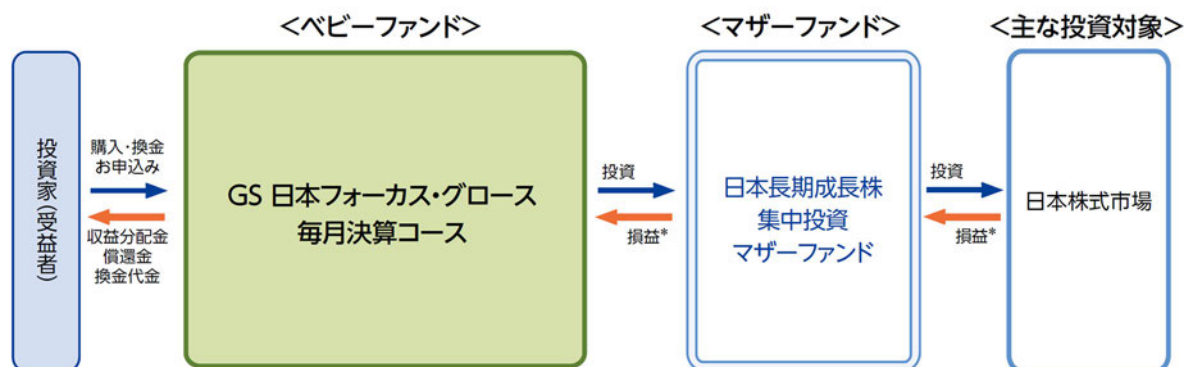 <ベビーファンド>
<マザーファンド>
<主な投資対象>
投資家(受益者)
購入・換金
お申込み
収益分配金
償還金
換金代金
GS 日本フォーカス・グロース
毎月決算コース
投資
損益*
日本長期成長株
集中投資
マザーファンド
投資
損益*
日本株式市場